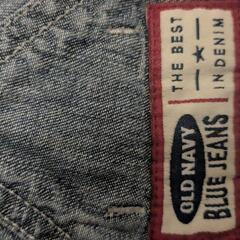 OLD NAVY
BLUE JEANS
THE BEST
IN DENIM